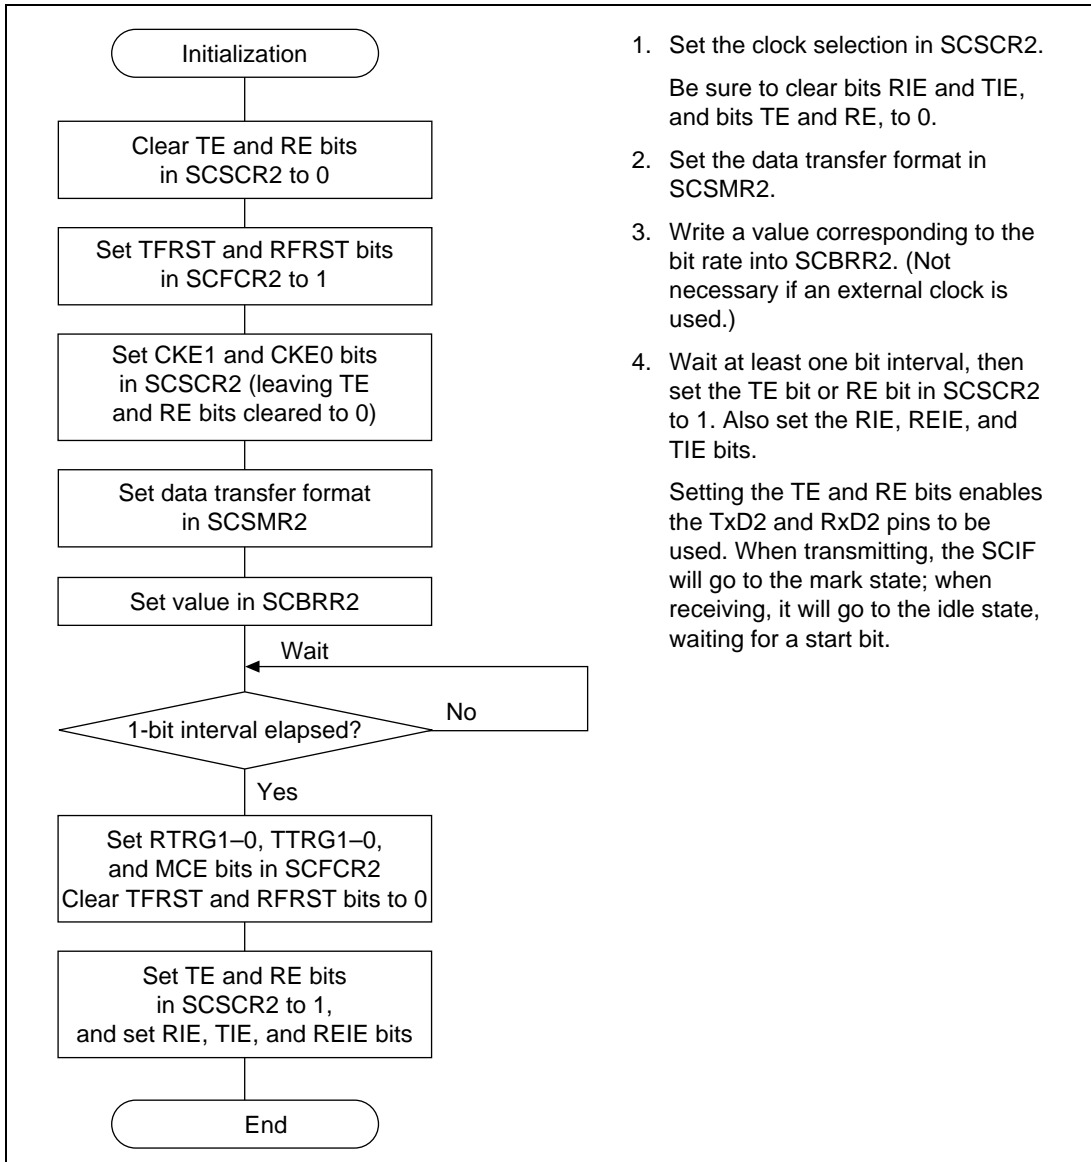 Initialization
Clear TE and RE bits
in SCSCR2 to 0
Set TFRST and RFRST bits
in SCFCR2 to 1
Set CKE1 and CKE0 bits
in SCSCR2 (leaving TE
and RE bits cleared to 0)
Set data transfer format
in SCSMR2
Set value in SCBRR2
Wait
1-bit interval elapsed?
No
Yes
Set RTRG1–0, TTRG1–0,
and MCE bits in SCFCR2
Clear TFRST and RFRST bits to 0
Set TE and RE bits
in SCSCR2 to 1,
and set RIE, TIE, and REIE bits
End
1. Set the clock selection in SCSCR2.
Be sure to clear bits RIE and TIE,
and bits TE and RE, to 0.
2. Set the data transfer format in
SCSMR2.
3. Write a value corresponding to the
bit rate into SCBRR2. (Not
necessary if an external clock is
used.)
4. Wait at least one bit interval, then
set the TE bit or RE bit in SCSCR2
to 1. Also set the RIE, REIE, and
TIE bits.
Setting the TE and RE bits enables
the TxD2 and RxD2 pins to be
used. When transmitting, the SCIF
will go to the mark state; when
receiving, it will go to the idle state,
waiting for a start bit.